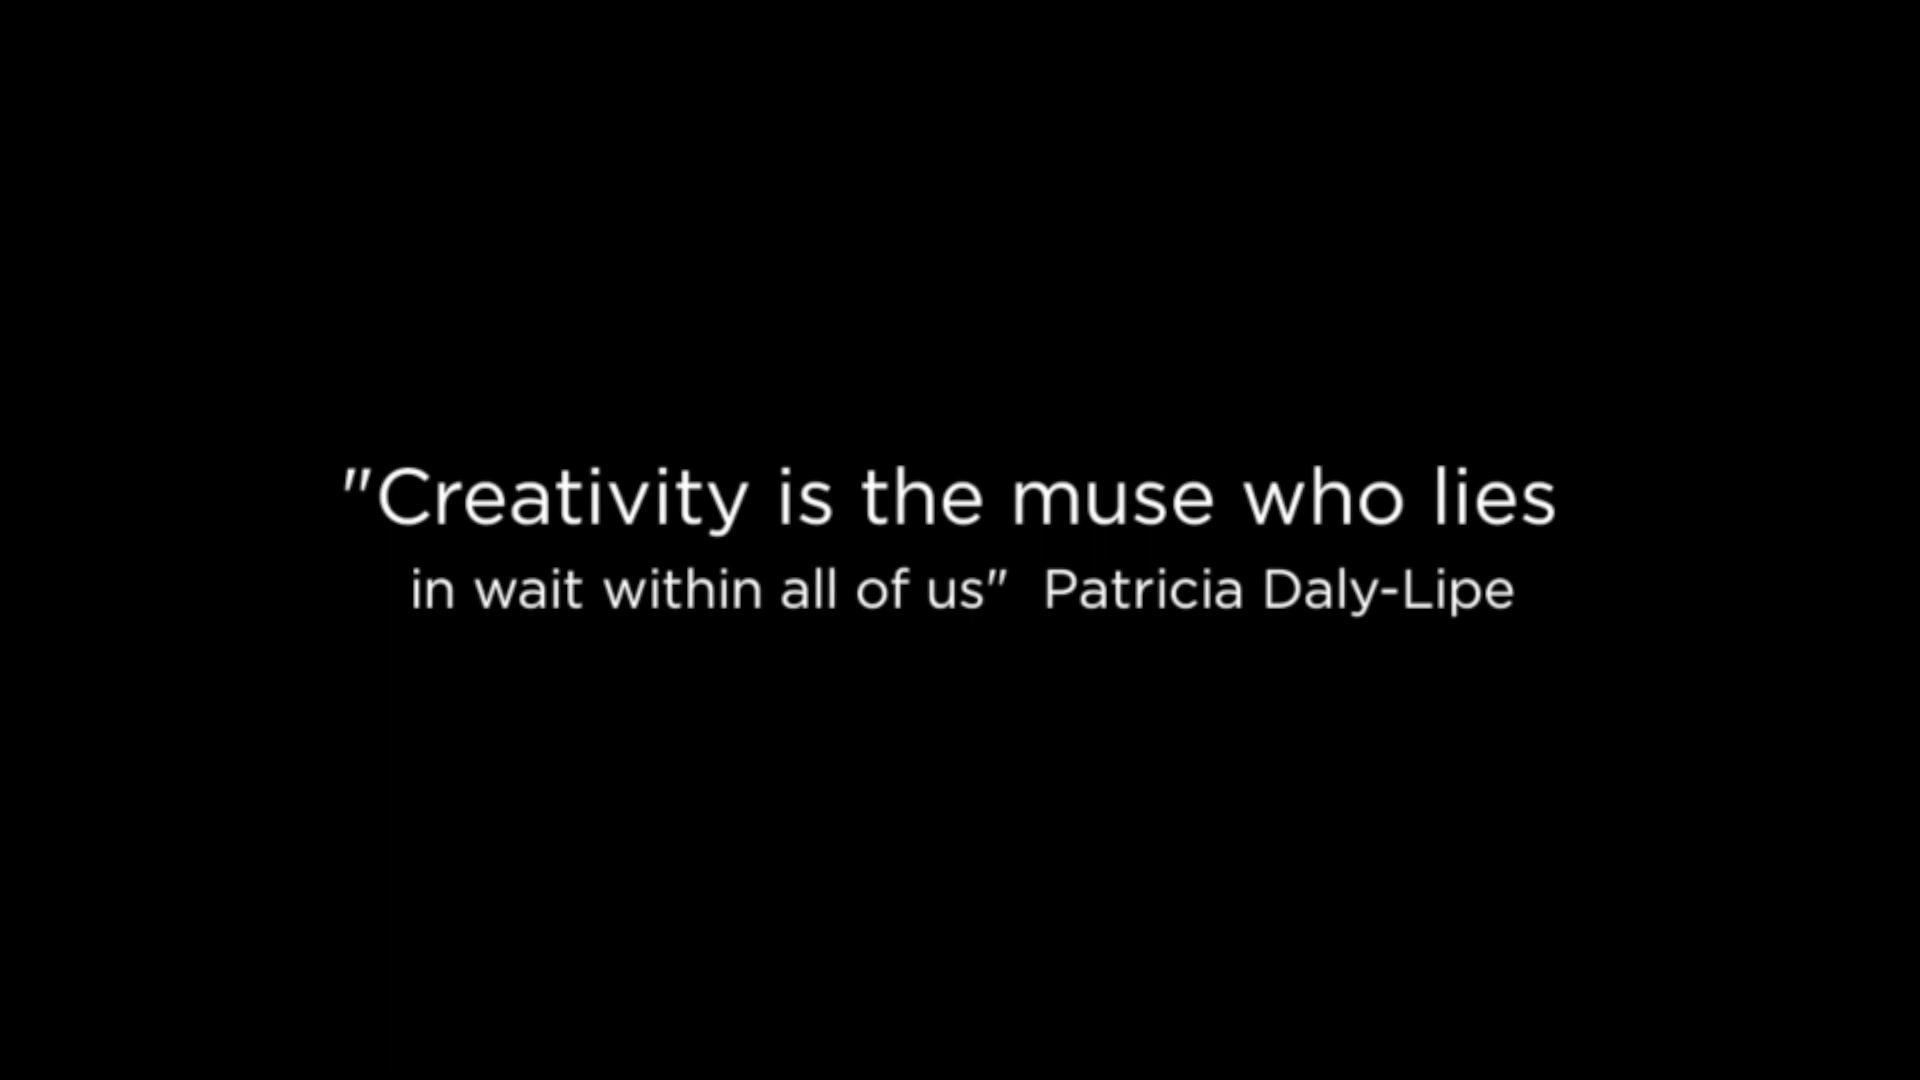 "Creativity is the muse who lies
in wait within all of us"  Patricia Daly-Lipe